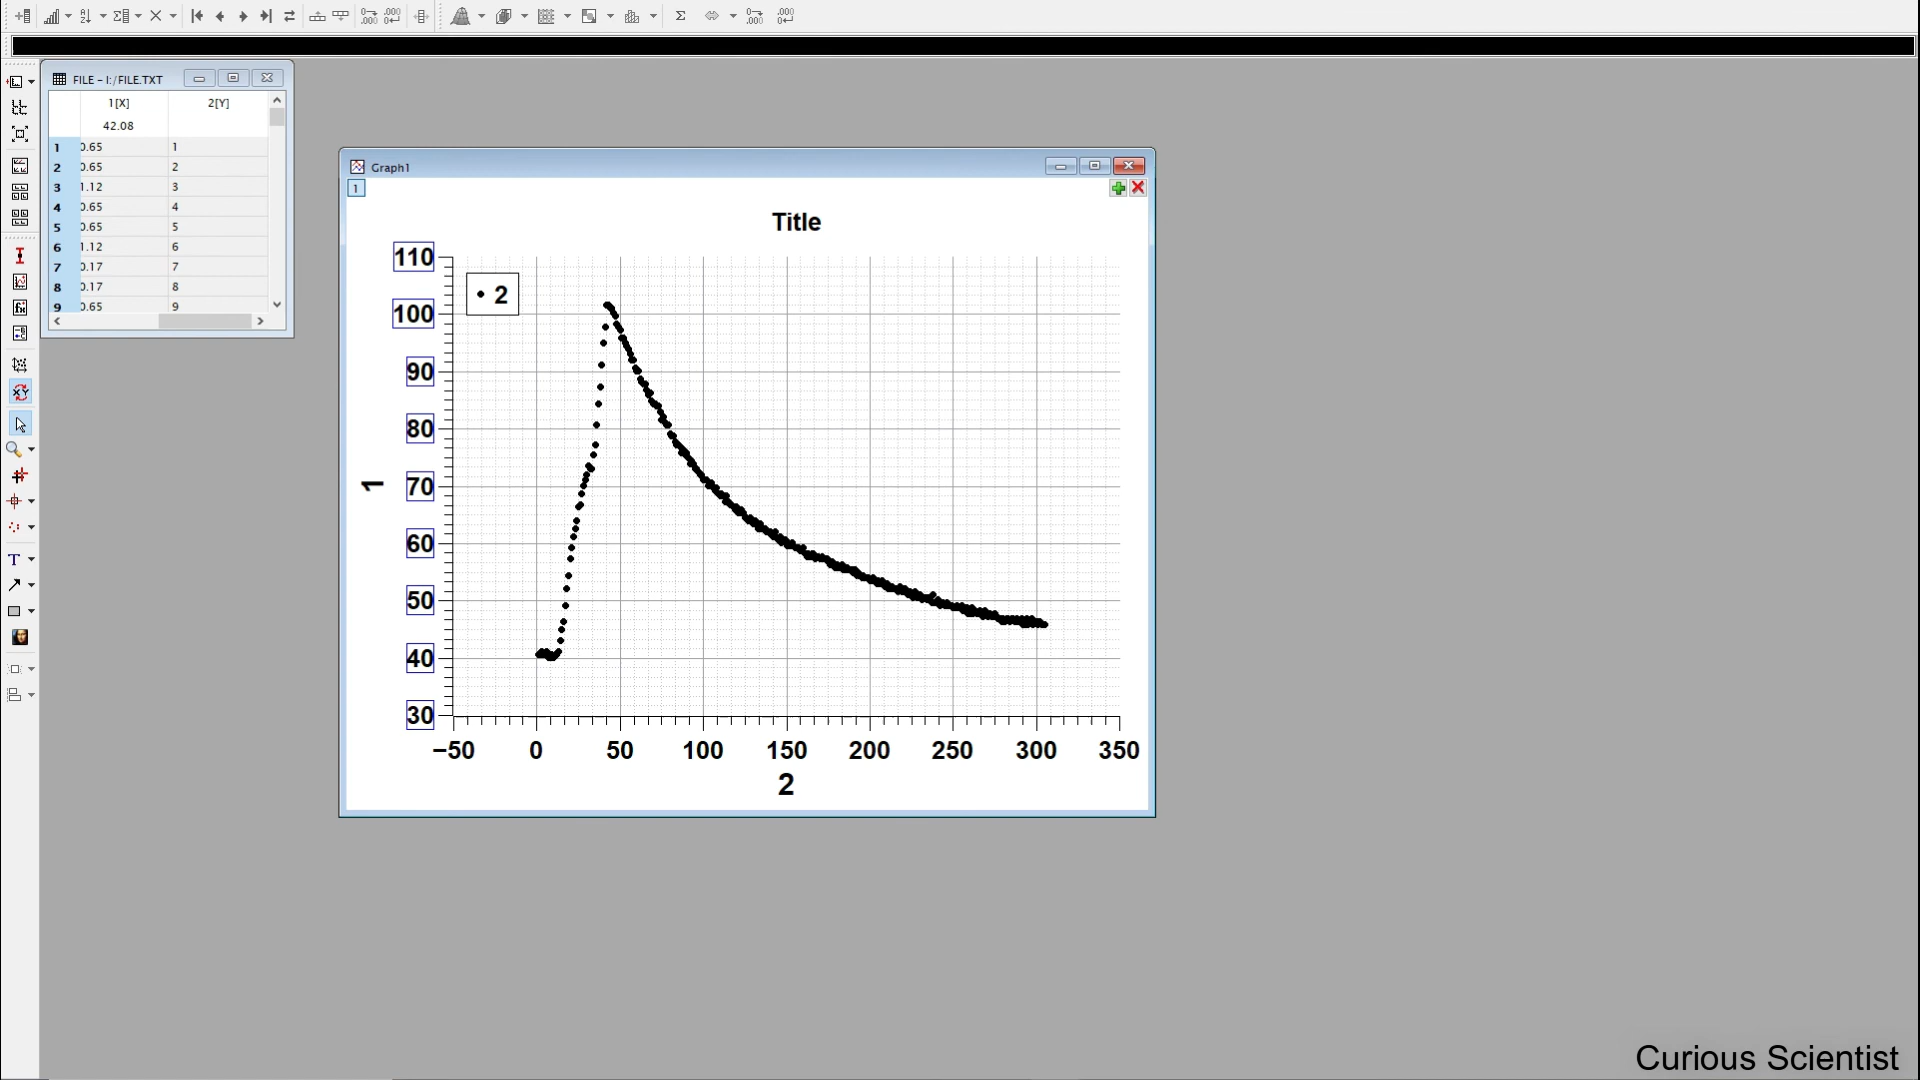 FILE - I:/FILE.TXT
1[X] 2[Y]
42.08
1 0.65 1
2 0.65 2
3 1.12 3
4 0.65 4
5 0.65 5
6 1.12 6
7 0.17 7
8 0.17 8
9 0.65 9
Graph1
1
Title
110
100
90
80
70
60
50
40
30
2
1
−50 0 50 100 150 200 250 300 350
2
Curious Scientist